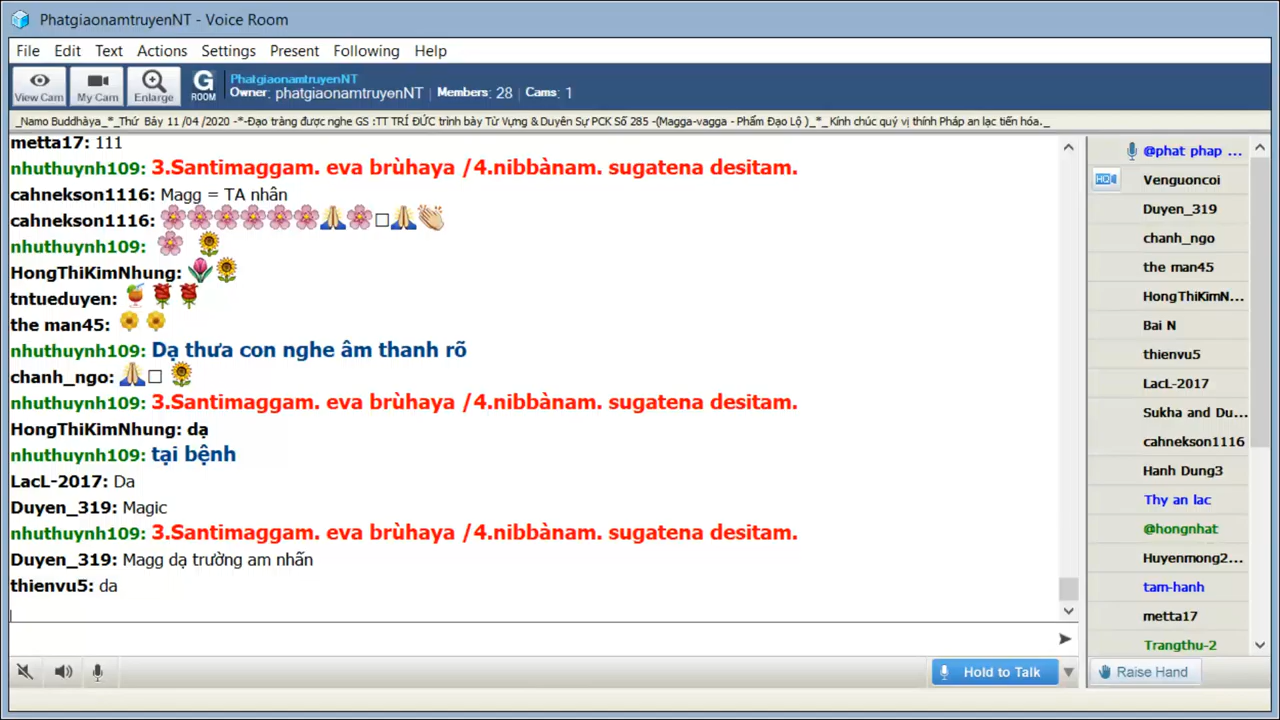 PhatgiaonamtruyenNT - Voice Room
File Edit Text Actions Settings Present Following Help
View Cam My Cam Enlarge G ROOM
PhatgiaonamtruyenNT
Owner: phatgiaonamtruyenNT | Members: 28 | Cams: 1
_Namo Buddhàya_*_Thứ Bảy 11 /04 /2020 -*-Đạo tràng được nghe GS :TT TRÍ ĐỨC trình bày Từ Vựng & Duyên Sự PCK Số 285 -(Magga-vagga - Phẩm Đạo Lộ )_*_ Kính chúc quý vị thính Pháp an lạc tiến hóa._
metta17: 111
nhuthuynh109: 3.Santimaggam. eva brùhaya /4.nibbànam. sugatena desitam.
cahnekson1116: Magg = TA nhân
cahnekson1116: 🌸🌸🌸🌸🌸🌸🙏🌸□🙏👏
nhuthuynh109: 🌸 🌻
HongThiKimNhung: 🌷🌻
tntueduyen: 🍹🌹🌹
the man45: 🌼🌼
nhuthuynh109: Dạ thưa con nghe âm thanh rõ
chanh_ngo: 🙏□ 🌻
nhuthuynh109: 3.Santimaggam. eva brùhaya /4.nibbànam. sugatena desitam.
HongThiKimNhung: dạ
nhuthuynh109: tại bệnh
LacL-2017: Da
Duyen_319: Magic
nhuthuynh109: 3.Santimaggam. eva brùhaya /4.nibbànam. sugatena desitam.
Duyen_319: Magg dạ trường am nhấn
thienvu5: da
@phat phap ...
HD
Venguoncoi
Duyen_319
chanh_ngo
the man45
HongThiKimN...
Bai N
thienvu5
LacL-2017
Sukha and Du...
cahnekson1116
Hanh Dung3
Thy an lac
@hongnhat
Huyenmong2...
tam-hanh
metta17
Trangthu-2
Hold to Talk
Raise Hand